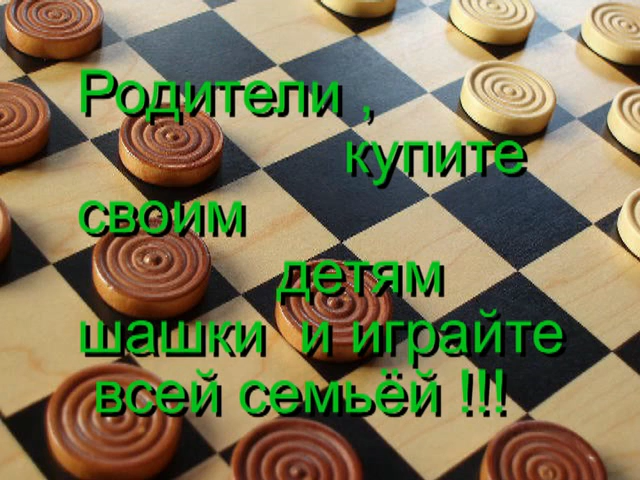 Родители ,
купите
своим
детям
шашки и играйте
всей семьёй !!!